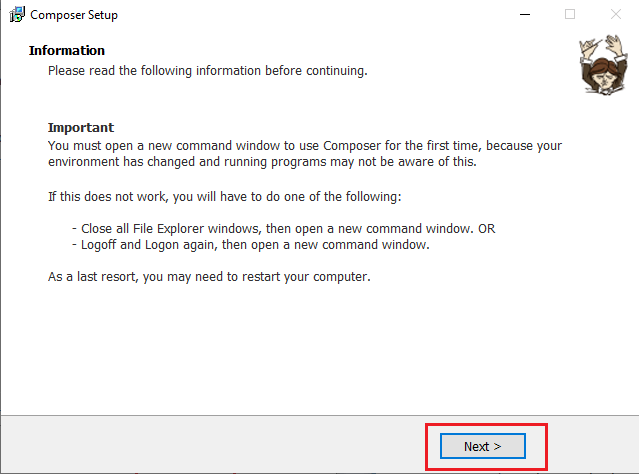 Composer Setup
Information
Please read the following information before continuing.
Important
You must open a new command window to use Composer for the first time, because your
environment has changed and running programs may not be aware of this.
If this does not work, you will have to do one of the following:
- Close all File Explorer windows, then open a new command window. OR
- Logoff and Logon again, then open a new command window.
As a last resort, you may need to restart your computer.
Next >